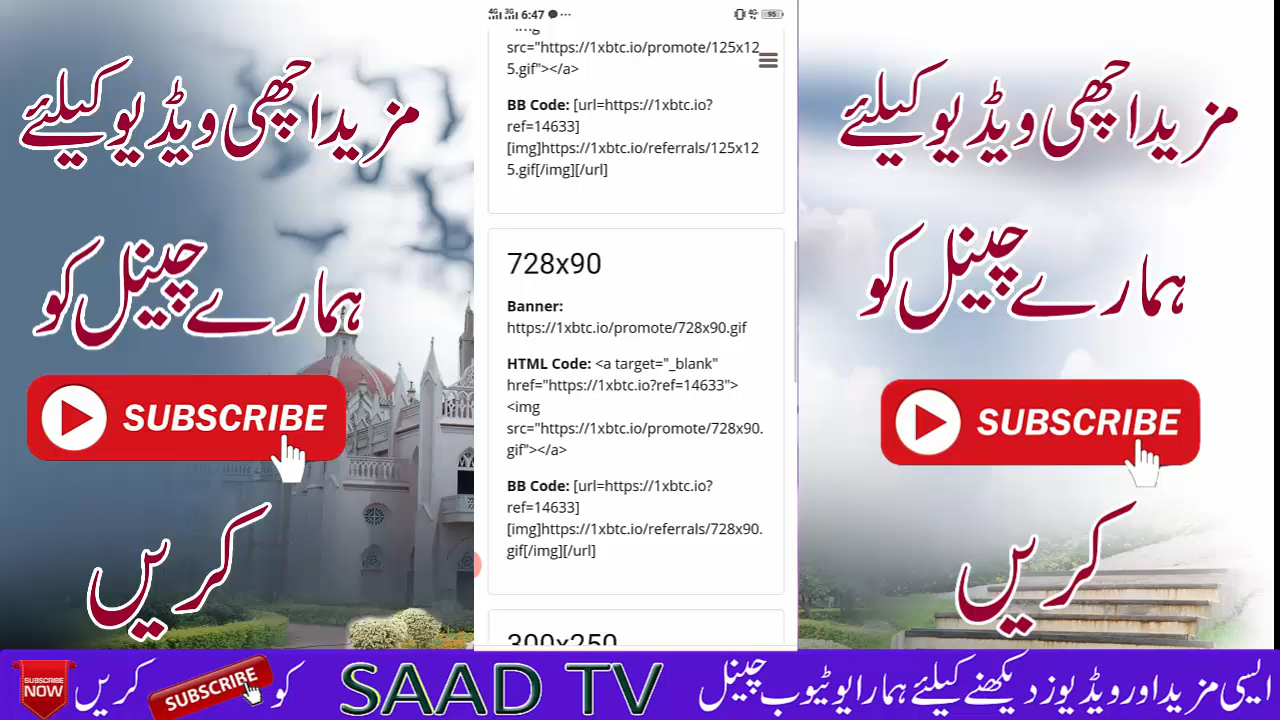 مزید اچھی ویڈیو کیلئے
ہمارے چینل کو
SUBSCRIBE
کریں
4G 3G 6:47
4G 95
src="https://1xbtc.io/promote/125x12
5.gif"></a>
BB Code: [url=https://1xbtc.io?
ref=14633]
[img]https://1xbtc.io/referrals/125x12
5.gif[/img][/url]
728x90
Banner:
https://1xbtc.io/promote/728x90.gif
HTML Code: <a target="_blank"
href="https://1xbtc.io?ref=14633">
<img
src="https://1xbtc.io/promote/728x90.
gif"></a>
BB Code: [url=https://1xbtc.io?
ref=14633]
[img]https://1xbtc.io/referrals/728x90.
gif[/img][/url]
300x250
مزید اچھی ویڈیو کیلئے
ہمارے چینل کو
SUBSCRIBE
کریں
ایسی مزید اور ویڈیوز دیکھنے کیلئے ہمارا یوٹیوب چینل SAAD TV کو SUBSCRIBE کریں
SUBSCRIBE
NOW